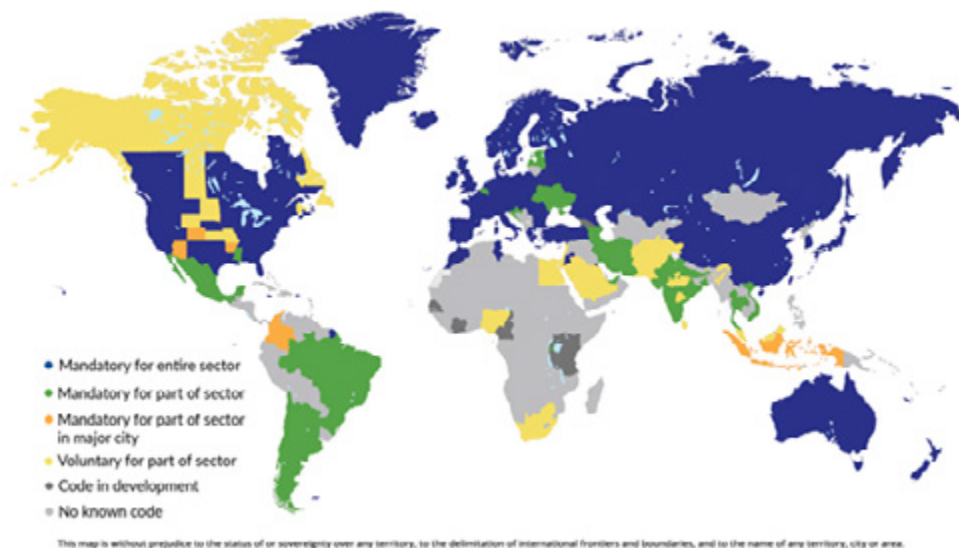 Mandatory for entire sector
Mandatory for part of sector
Mandatory for part of sector
in major city
Voluntary for part of sector
Code in development
No known code
This map is without prejudice to the status of or sovereignty over any territory, to the delimitation of international frontiers and boundaries, and to the name of any territory, city or area.